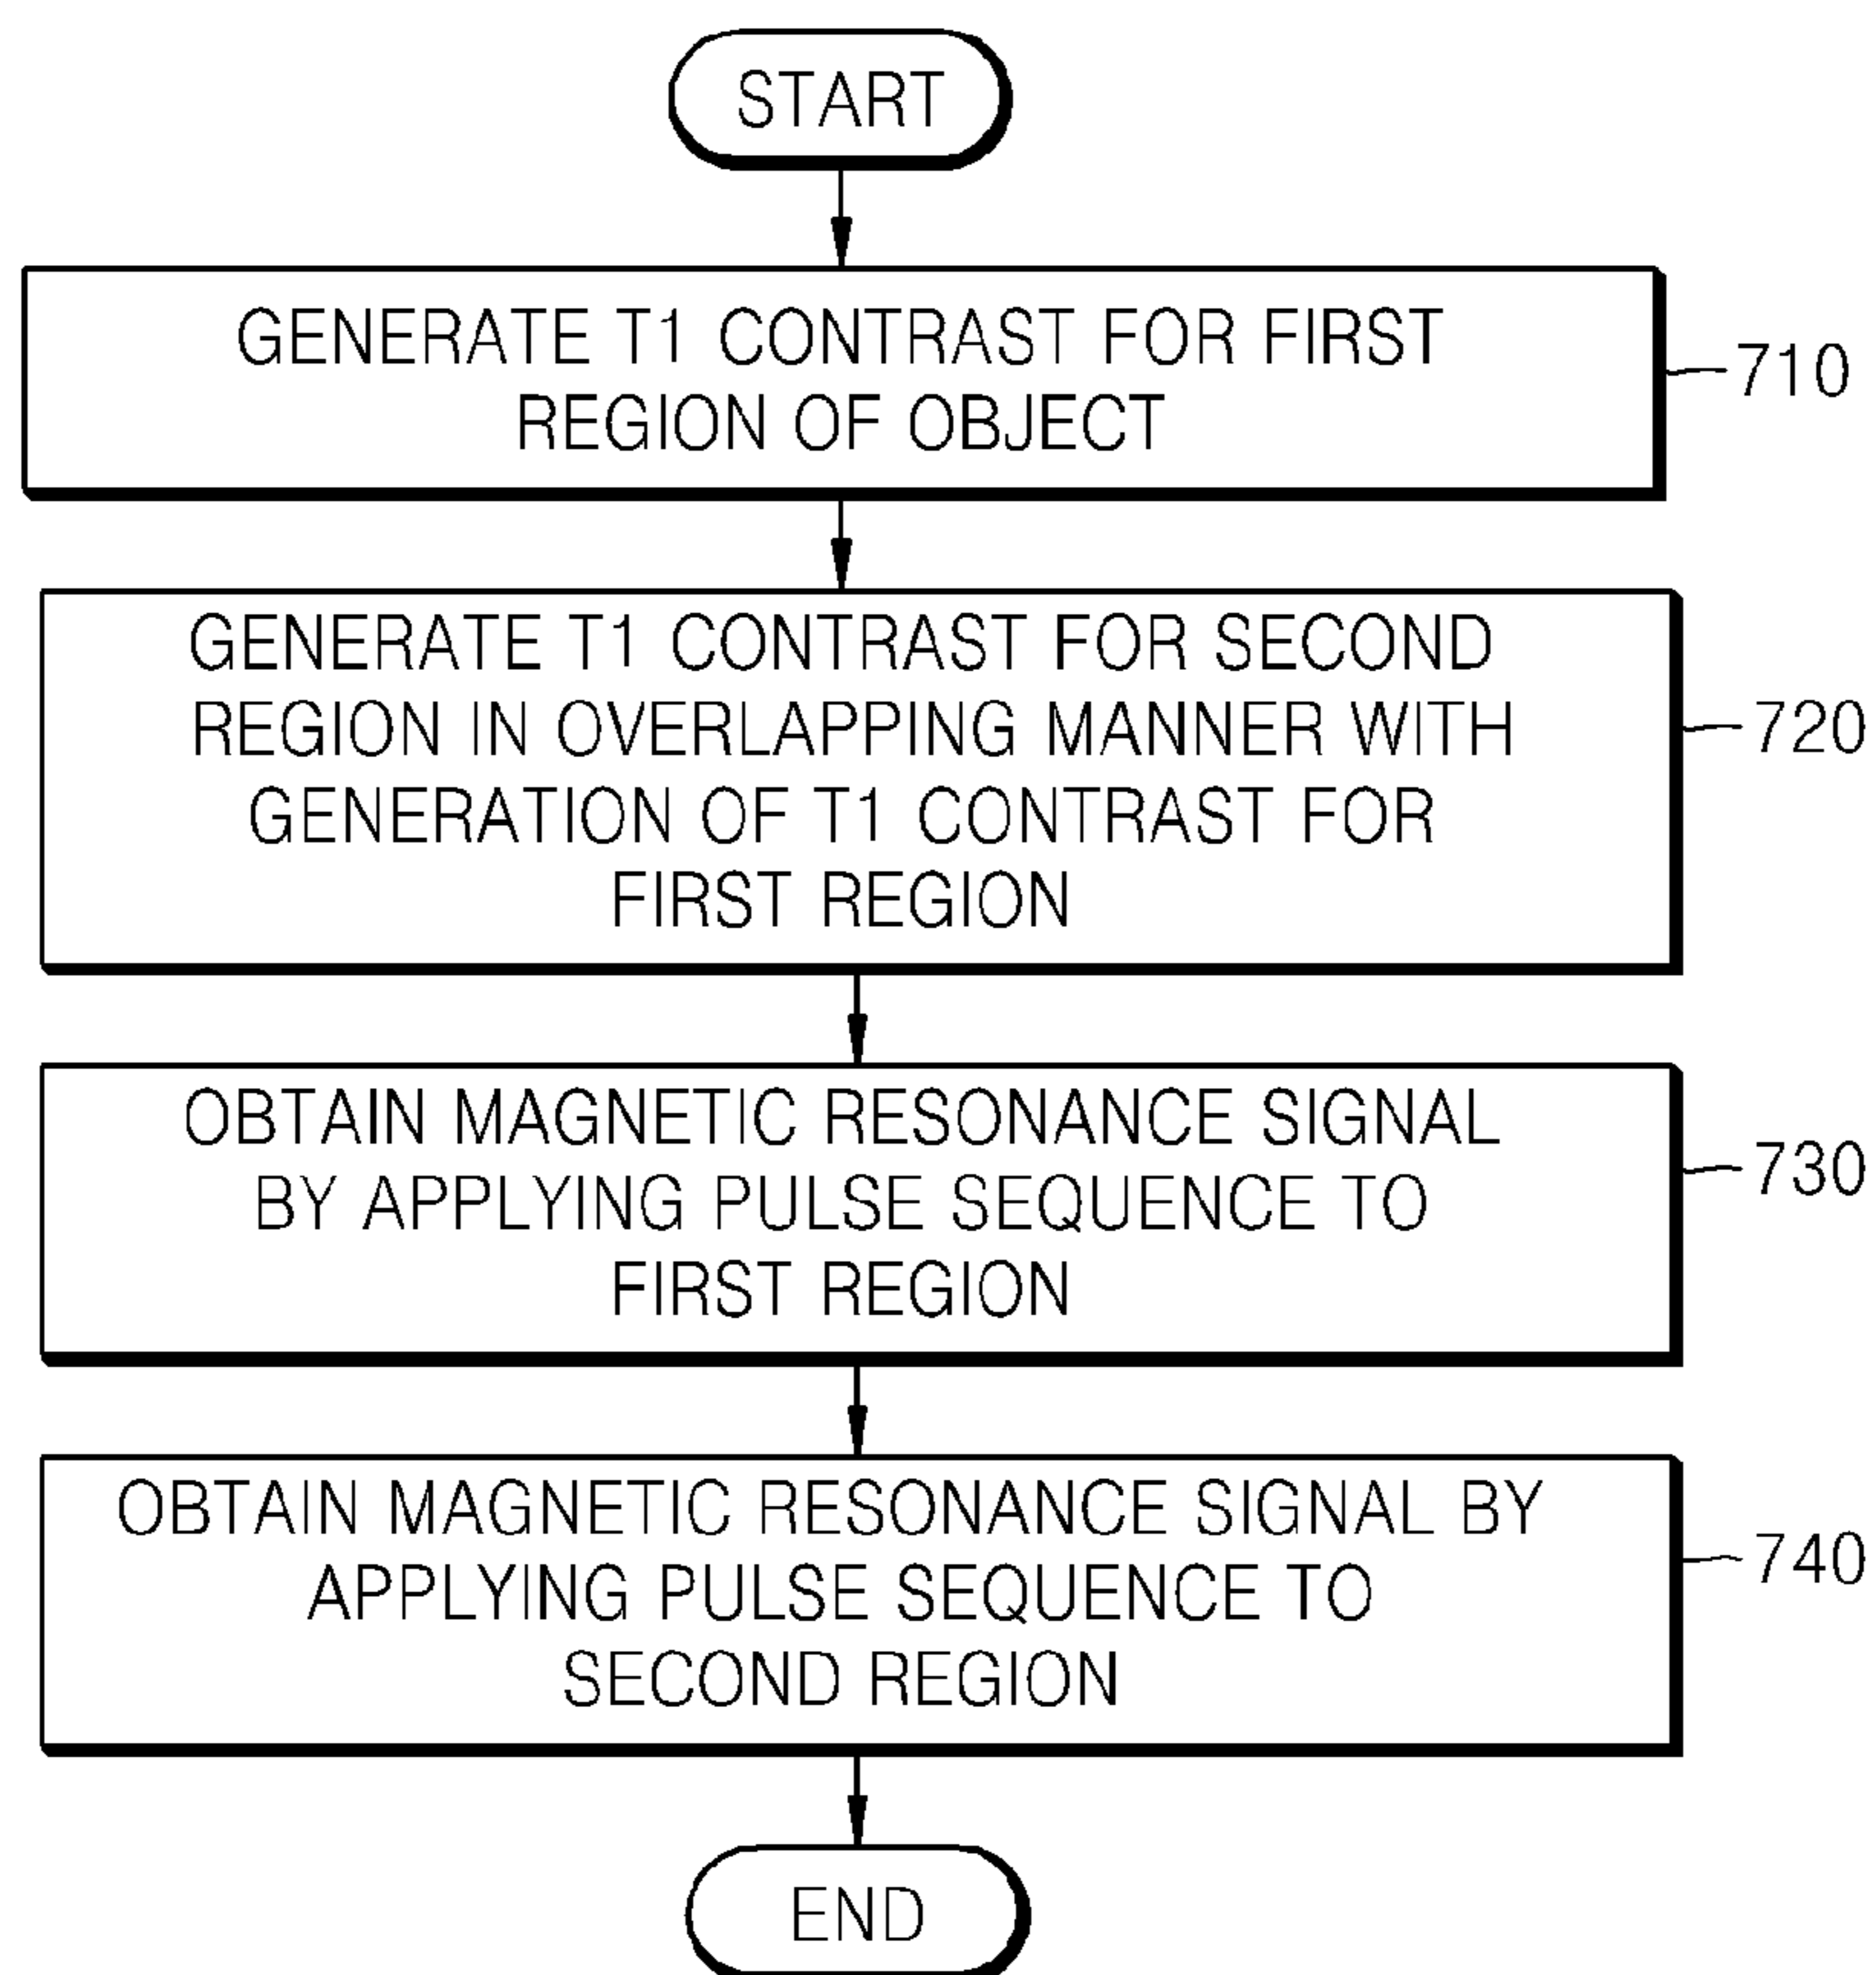 START
GENERATE T1 CONTRAST FOR FIRST
REGION OF OBJECT
710
GENERATE T1 CONTRAST FOR SECOND
REGION IN OVERLAPPING MANNER WITH
GENERATION OF T1 CONTRAST FOR
FIRST REGION
720
OBTAIN MAGNETIC RESONANCE SIGNAL
BY APPLYING PULSE SEQUENCE TO
FIRST REGION
730
OBTAIN MAGNETIC RESONANCE SIGNAL BY
APPLYING PULSE SEQUENCE TO
SECOND REGION
740
END